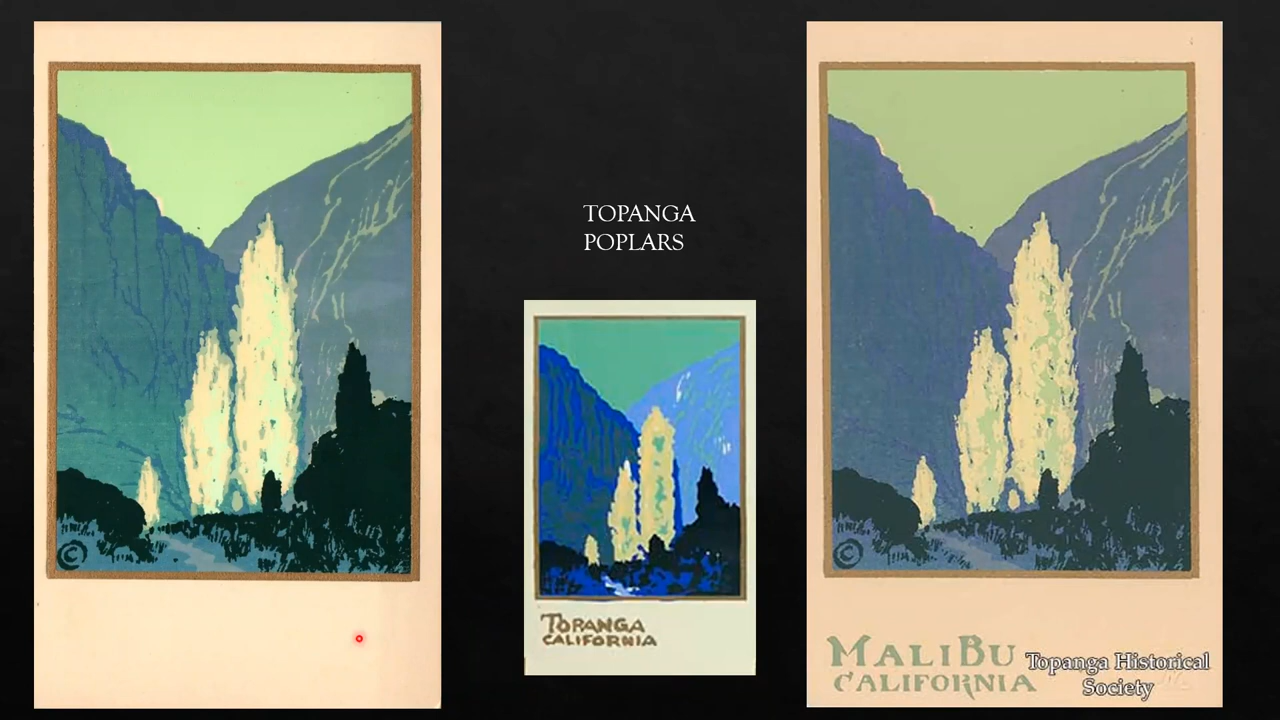 TOPANGA
POPLARS
©
TOPANGA
CALIFORNIA
©
MALIBU
CALIFORNIA
Topanga Historical
Society